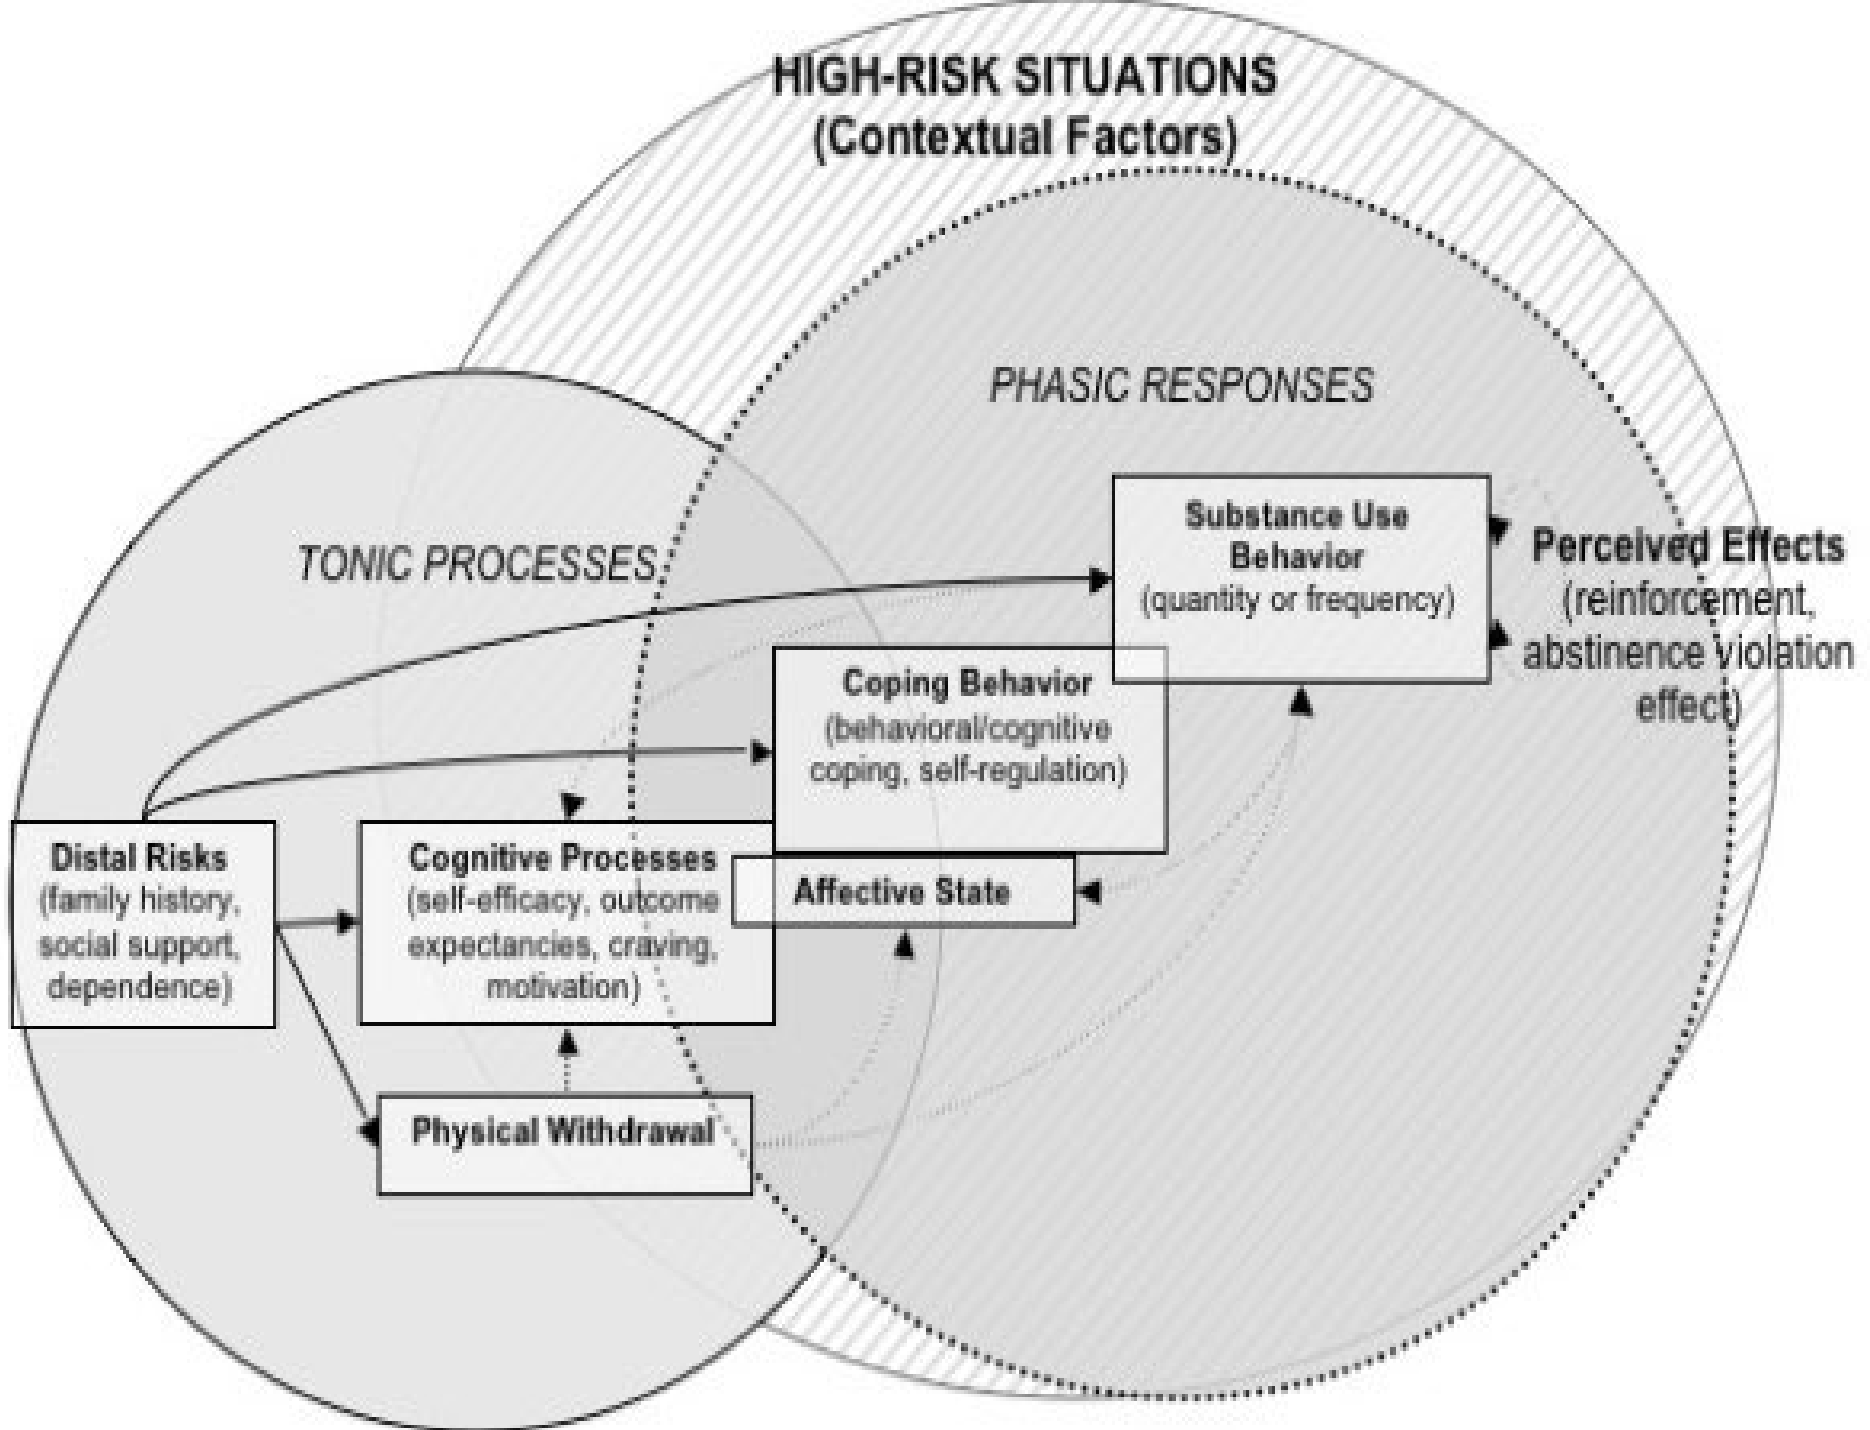 HIGH-RISK SITUATIONS
(Contextual Factors)
PHASIC RESPONSES
TONIC PROCESSES
Substance Use
Behavior
(quantity or frequency)
Perceived Effects
(reinforcement,
abstinence violation
effect)
Coping Behavior
(behavioral/cognitive
coping, self-regulation)
Distal Risks
(family history,
social support,
dependence)
Cognitive Processes
(self-efficacy, outcome
expectancies, craving,
motivation)
Affective State
Physical Withdrawal